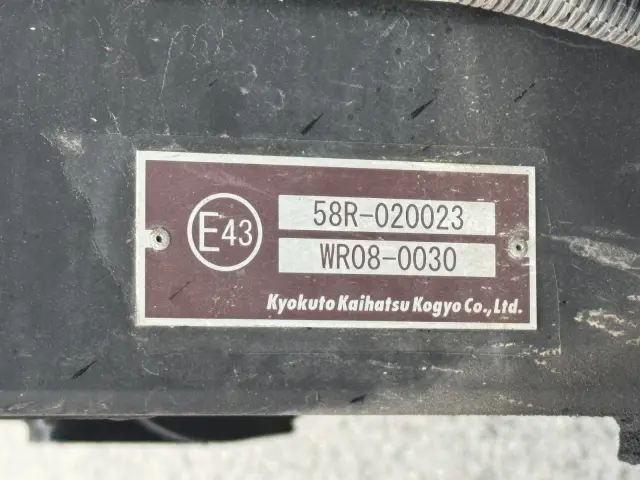 E43
58R-020023
WR08-0030
Kyokuto Kaihatsu Kogyo Co., Ltd.